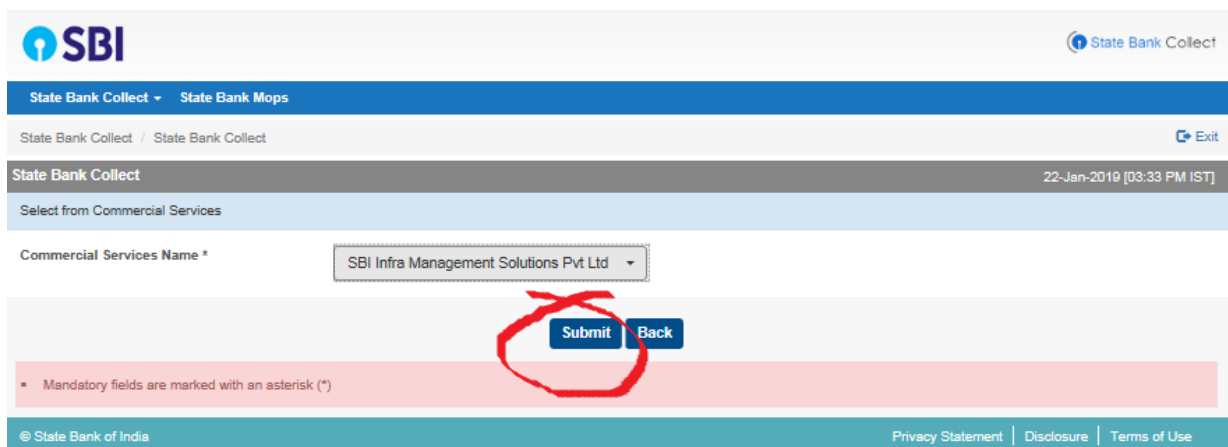 SBI
State Bank Collect
State Bank Collect State Bank Mops
State Bank Collect / State Bank Collect Exit
State Bank Collect 22-Jan-2019 [03:33 PM IST]
Select from Commercial Services
Commercial Services Name * SBI Infra Management Solutions Pvt Ltd
Submit Back
Mandatory fields are marked with an asterisk (*)
© State Bank of India Privacy Statement | Disclosure | Terms of Use